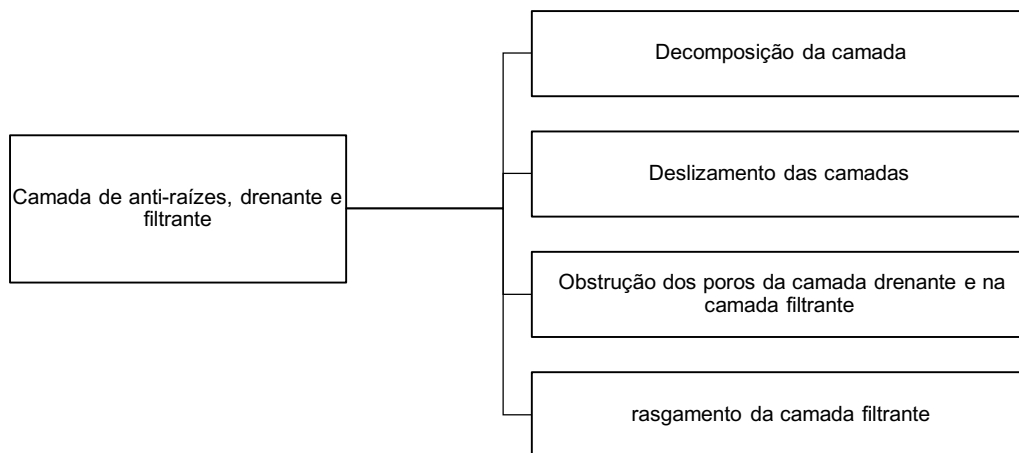 Camada de anti-raízes, drenante e
filtrante
Decomposição da camada
Deslizamento das camadas
Obstrução dos poros da camada drenante e na
camada filtrante
rasgamento da camada filtrante